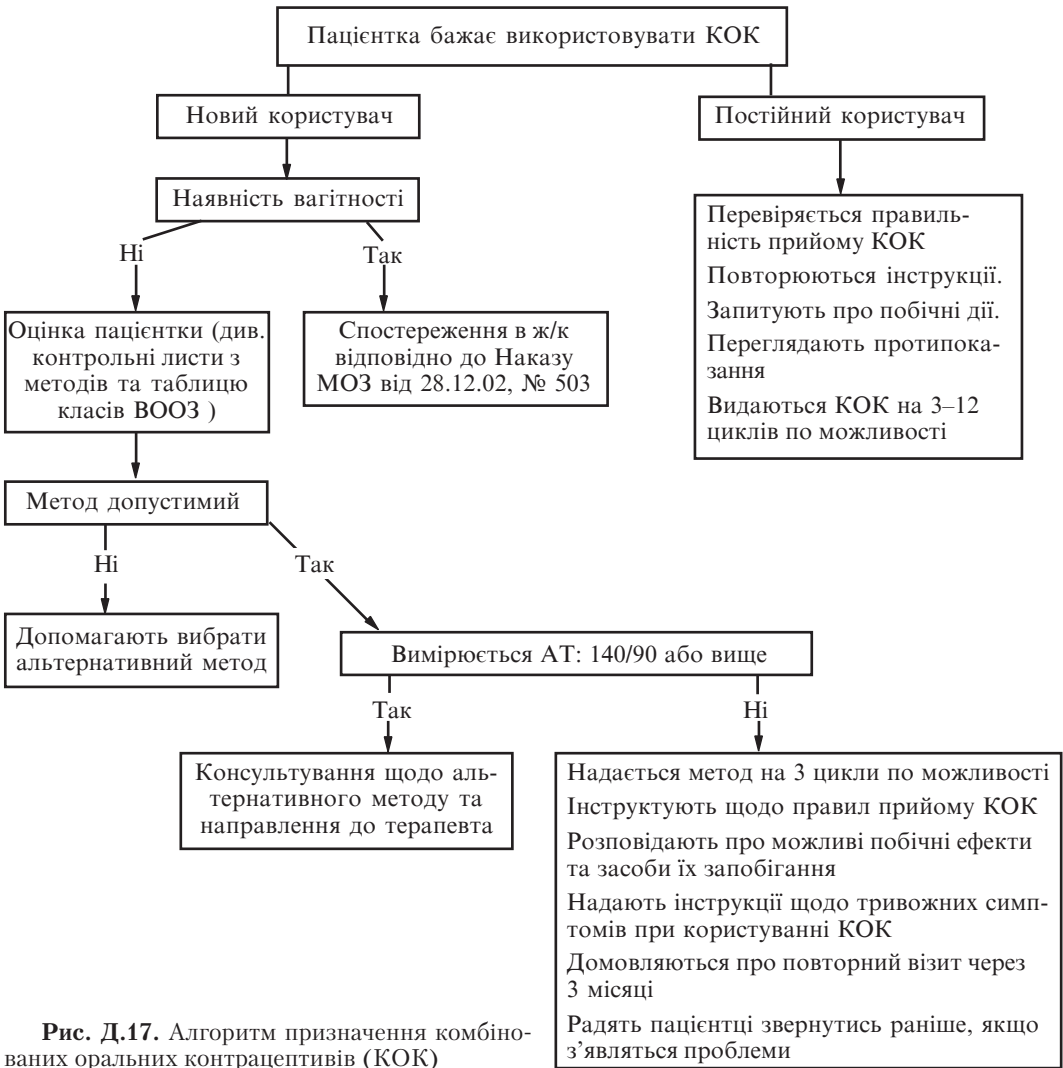 Пацієнтка бажає використовувати КОК
Новий користувач
Постійний користувач
Наявність вагітності
Перевіряється правиль-
ність прийому КОК
Повторюються інструкції.
Запитують про побічні дії.
Переглядають протипока-
зання
Видаються КОК на 3–12
циклів по можливості
Ні
Так
Оцінка пацієнтки (див.
контрольні листи з
методів та таблицю
класів ВООЗ )
Спостереження в ж/к
відповідно до Наказу
МОЗ від 28.12.02, № 503
Метод допустимий
Ні
Так
Допомагають вибрати
альтернативний метод
Вимірюється АТ: 140/90 або вище
Так
Ні
Консультування щодо аль-
тернативного методу та
направлення до терапевта
Надається метод на 3 цикли по можливості
Інструктують щодо правил прийому КОК
Розповідають про можливі побічні ефекти
та засоби їх запобігання
Надають інструкції щодо тривожних симп-
томів при користуванні КОК
Домовляються про повторний візит через
3 місяці
Радять пацієнтці звернутись раніше, якщо
з’являться проблеми
Рис. Д.17. Алгоритм призначення комбіно-
ваних оральних контрацептивів (КОК)